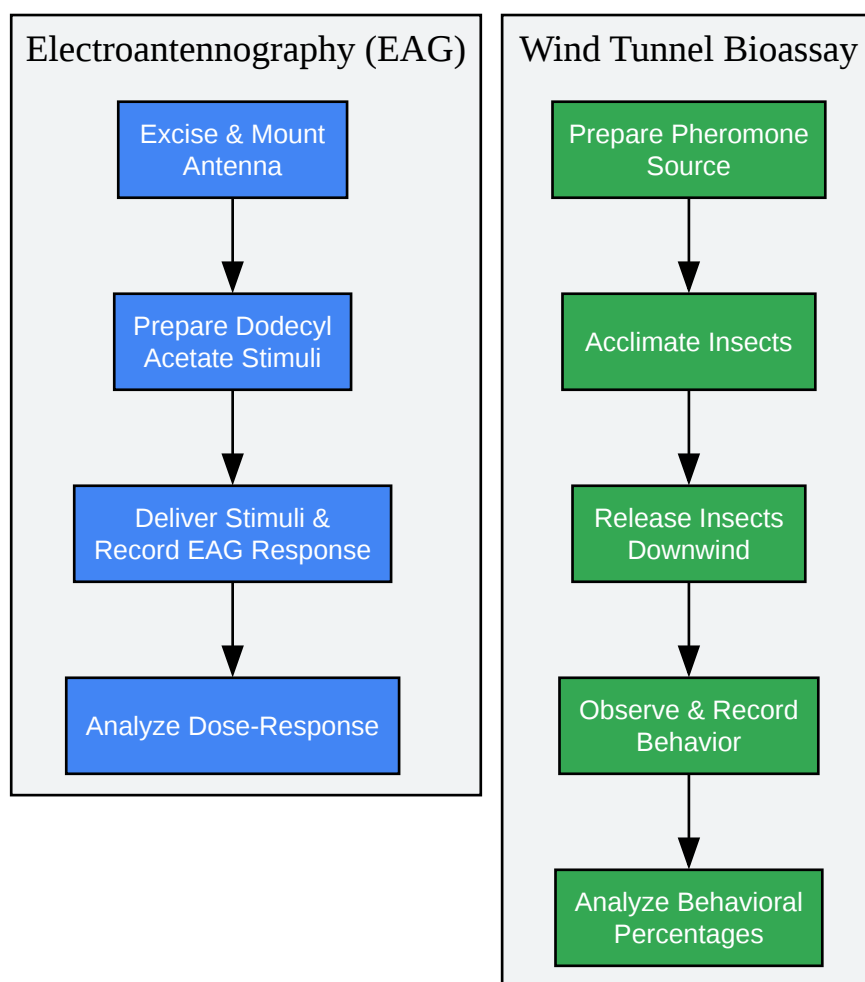 Electroantennography (EAG)
Excise & Mount
Antenna
Prepare Dodecyl
Acetate Stimuli
Deliver Stimuli &
Record EAG Response
Analyze Dose-Response
Wind Tunnel Bioassay
Prepare Pheromone
Source
Acclimate Insects
Release Insects
Downwind
Observe & Record
Behavior
Analyze Behavioral
Percentages